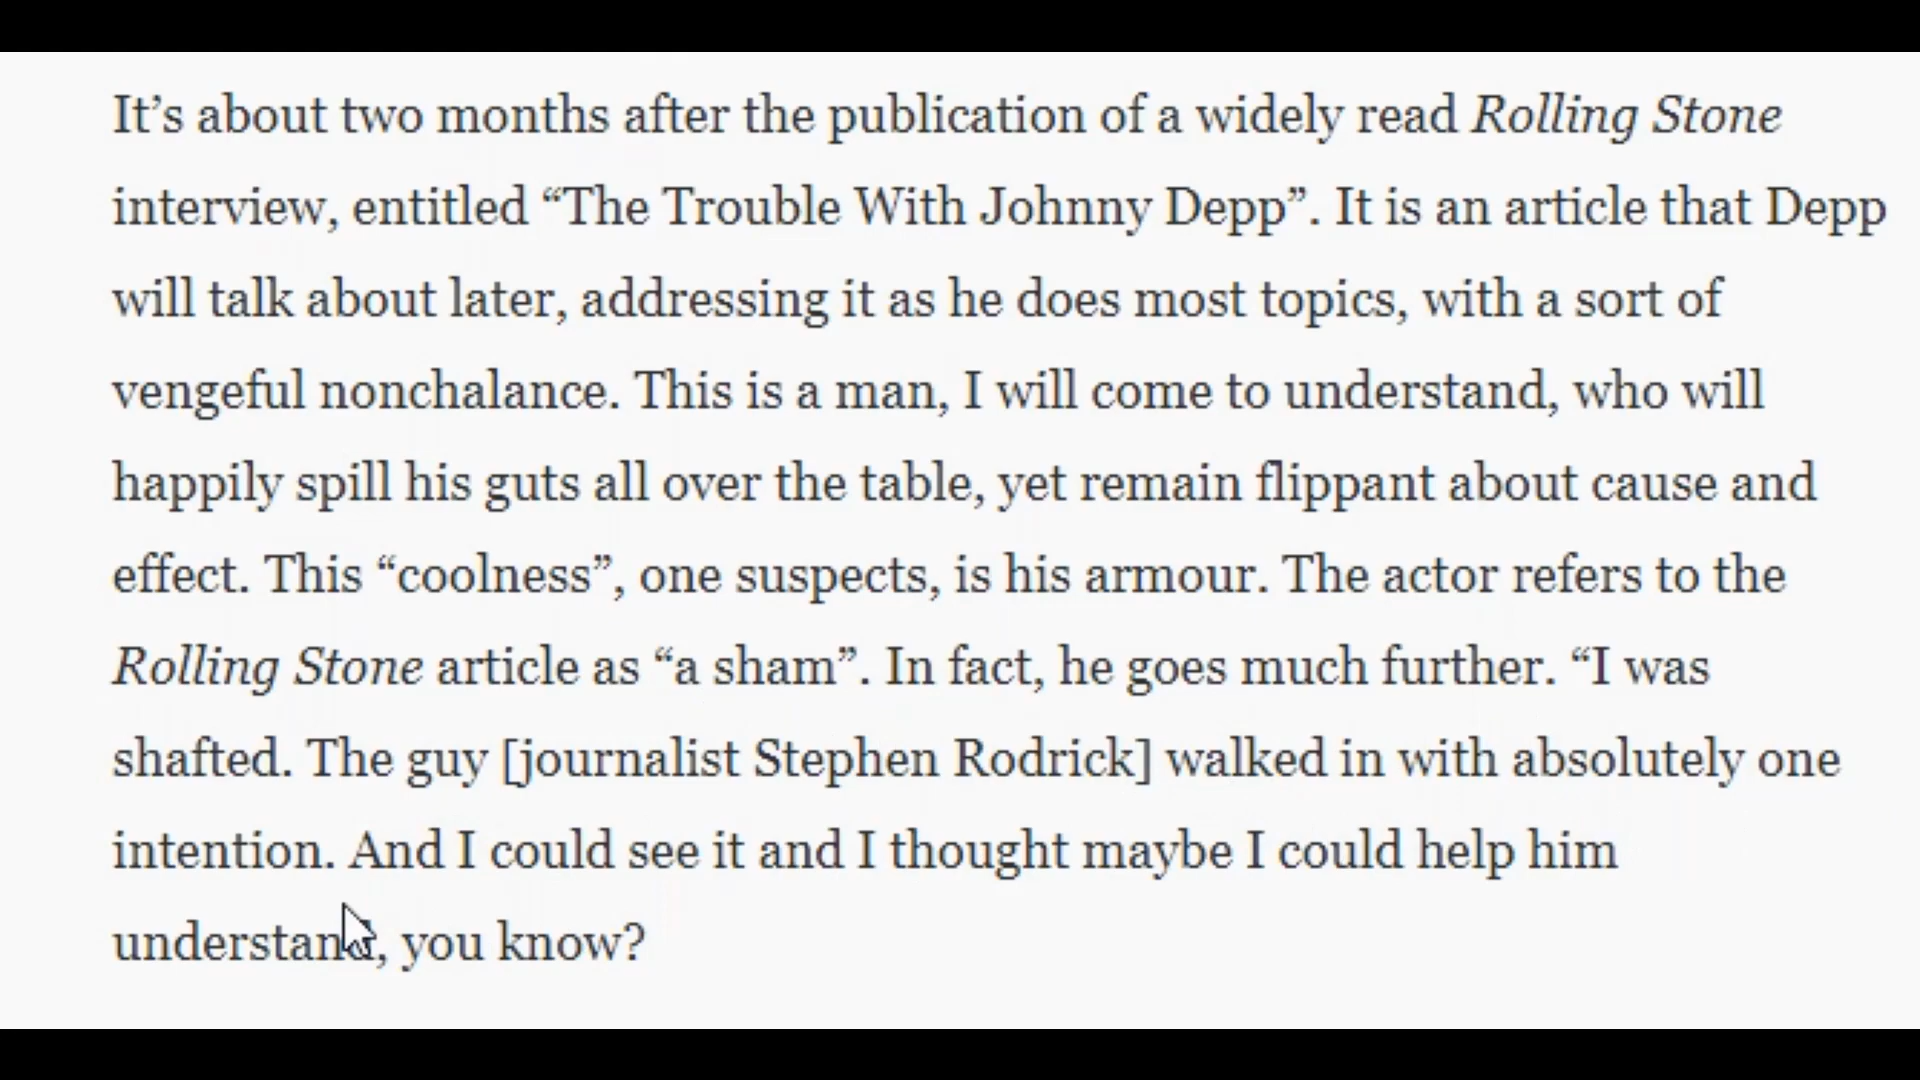 It’s about two months after the publication of a widely read Rolling Stone
interview, entitled “The Trouble With Johnny Depp”. It is an article that Depp
will talk about later, addressing it as he does most topics, with a sort of
vengeful nonchalance. This is a man, I will come to understand, who will
happily spill his guts all over the table, yet remain flippant about cause and
effect. This “coolness”, one suspects, is his armour. The actor refers to the
Rolling Stone article as “a sham”. In fact, he goes much further. “I was
shafted. The guy [journalist Stephen Rodrick] walked in with absolutely one
intention. And I could see it and I thought maybe I could help him
understand, you know?